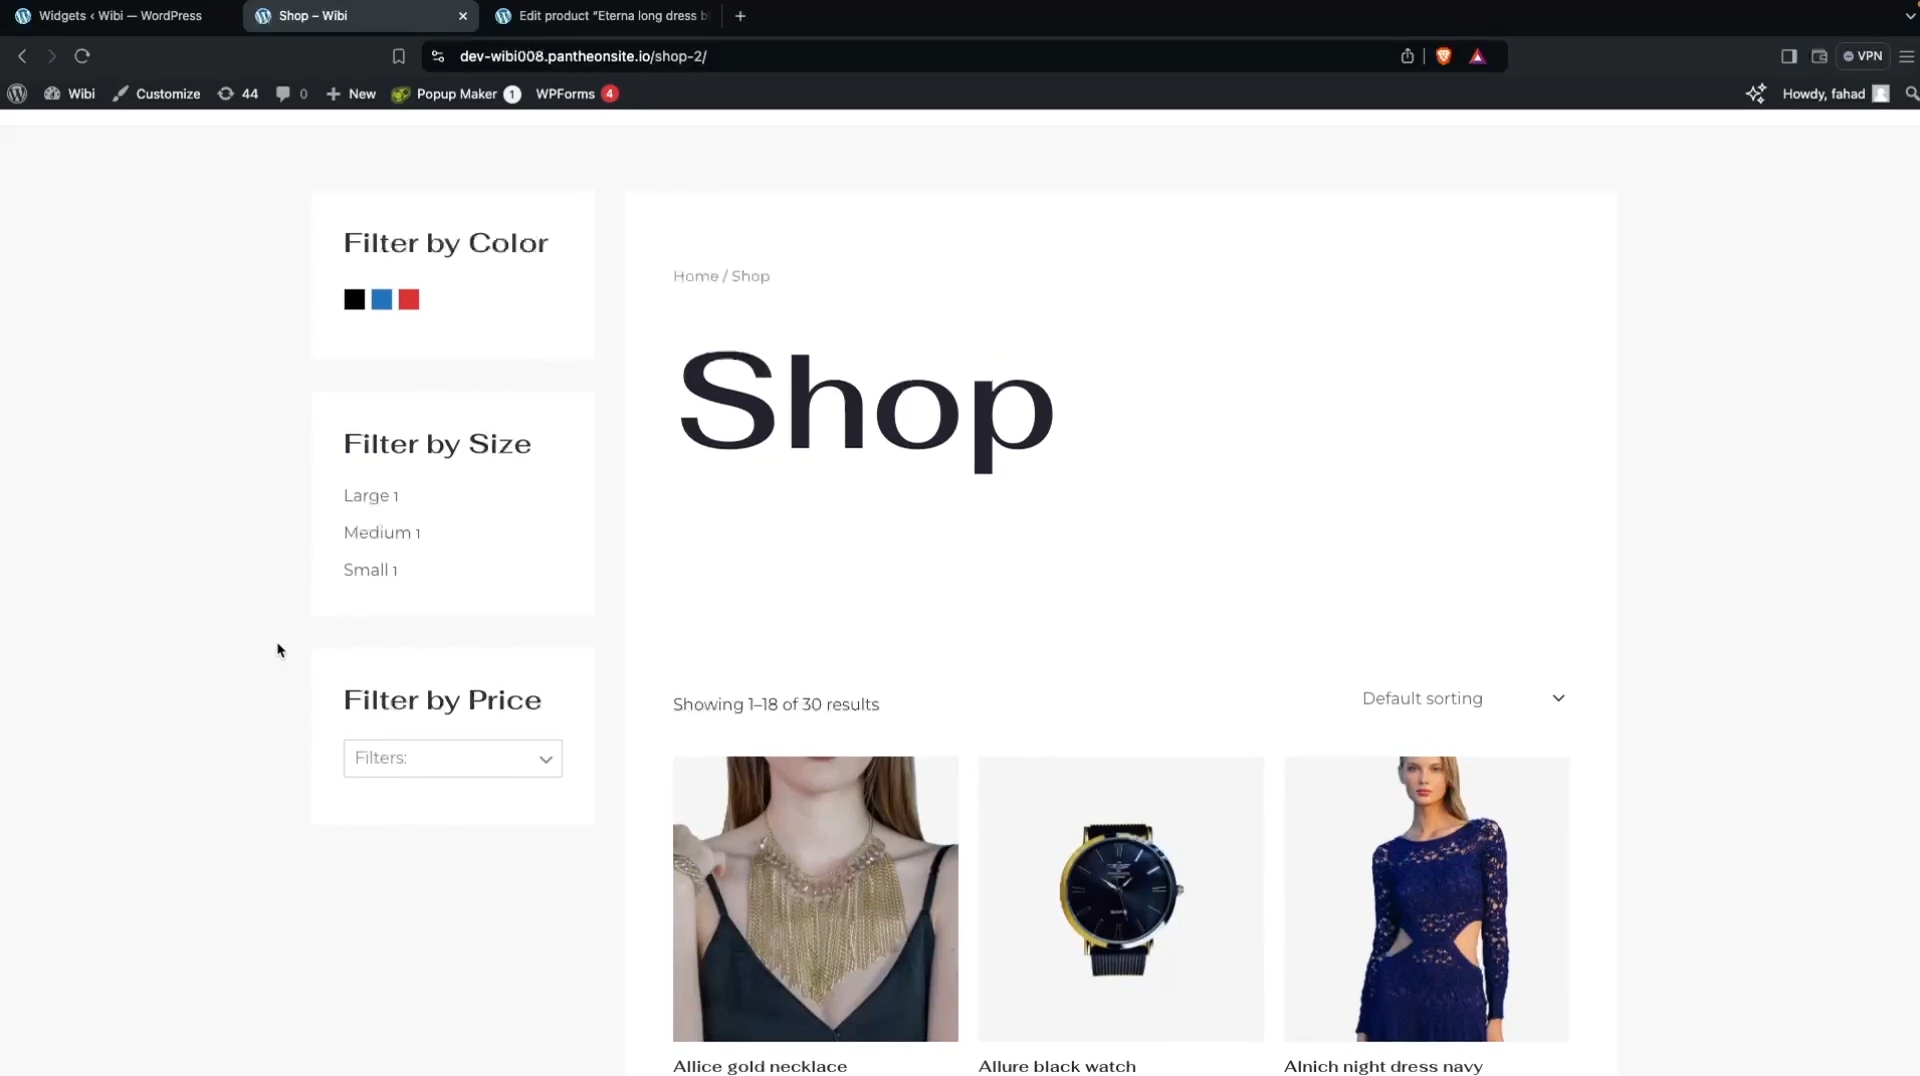 Widgets ‹ Wibi — WordPress
Shop – Wibi
Edit product “Eterna long dress b
dev-wibi008.pantheonsite.io/shop-2/
VPN
Wibi
Customize
44
0
New
Popup Maker 1
WPForms 4
Howdy, fahad
Filter by Color
Filter by Size
Large 1
Medium 1
Small 1
Filter by Price
Filters:
Home / Shop
Shop
Showing 1–18 of 30 results
Default sorting
Allice gold necklace
Allure black watch
Alnich night dress navy